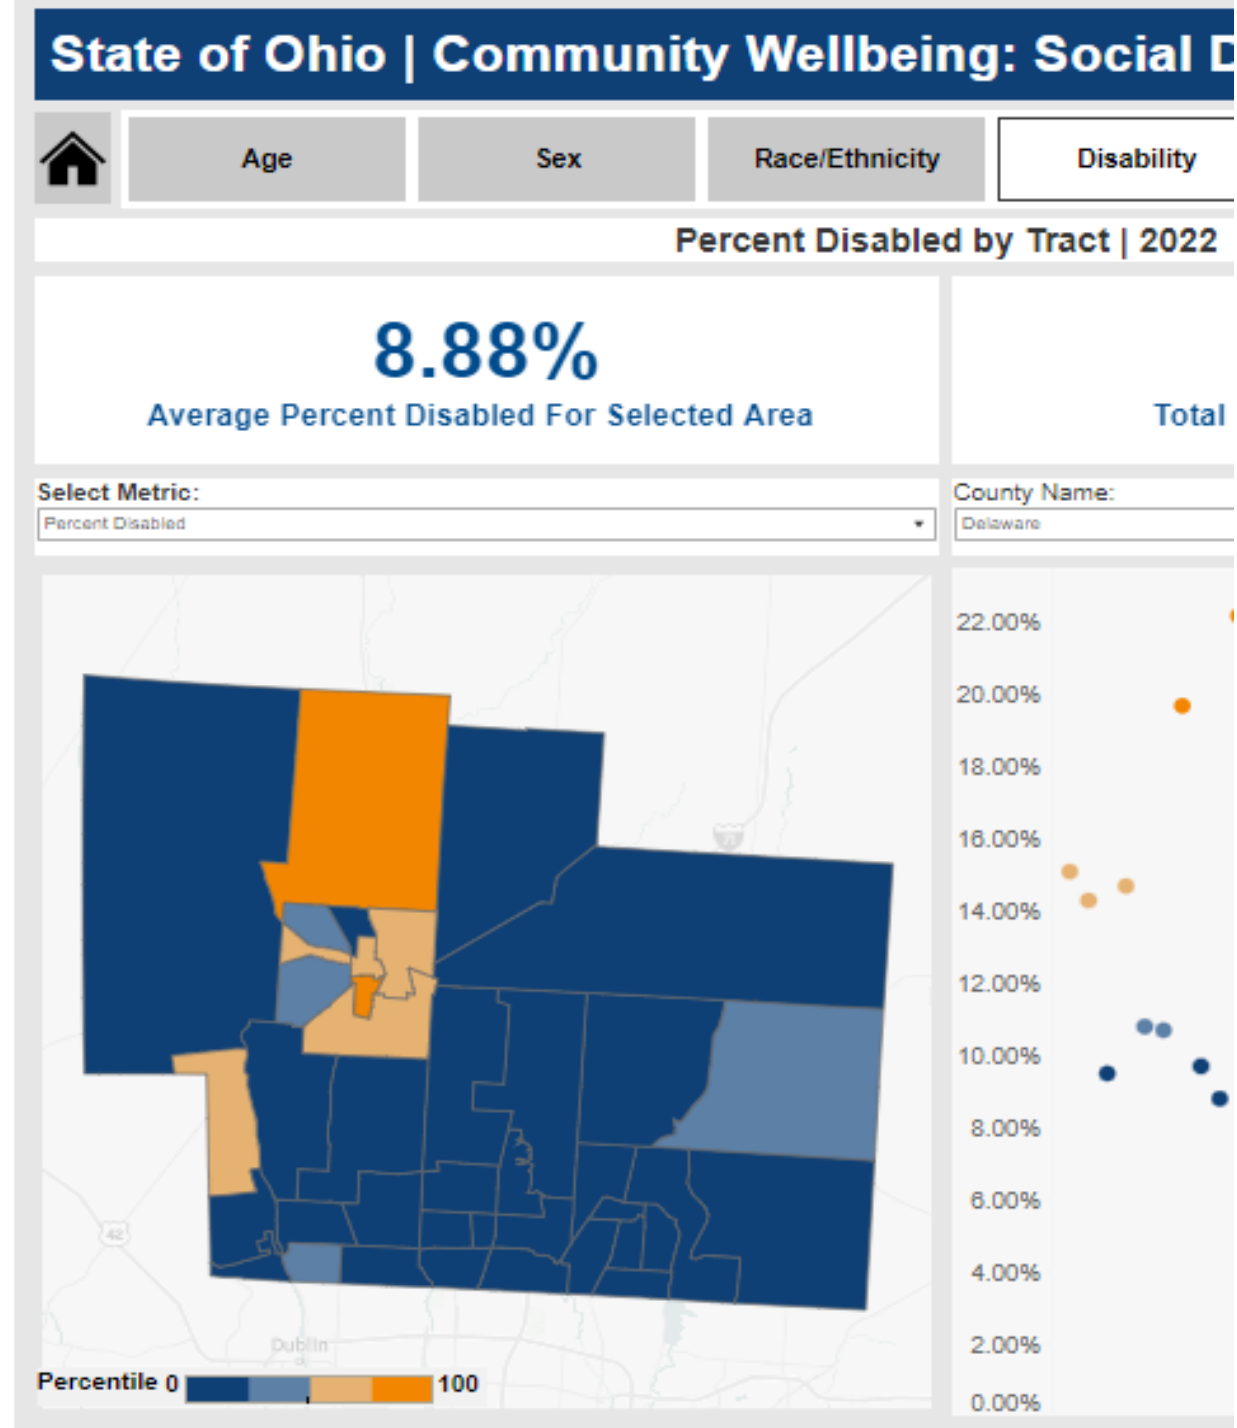 State of Ohio | Community Wellbeing: Social D
Age
Sex
Race/Ethnicity
Disability
Percent Disabled by Tract | 2022
8.88%
Average Percent Disabled For Selected Area
Total
Select Metric:
Percent Disabled
County Name:
Delaware
22.00%
20.00%
18.00%
16.00%
14.00%
12.00%
10.00%
8.00%
6.00%
4.00%
2.00%
0.00%
71
42
Dublin
Percentile 0
100